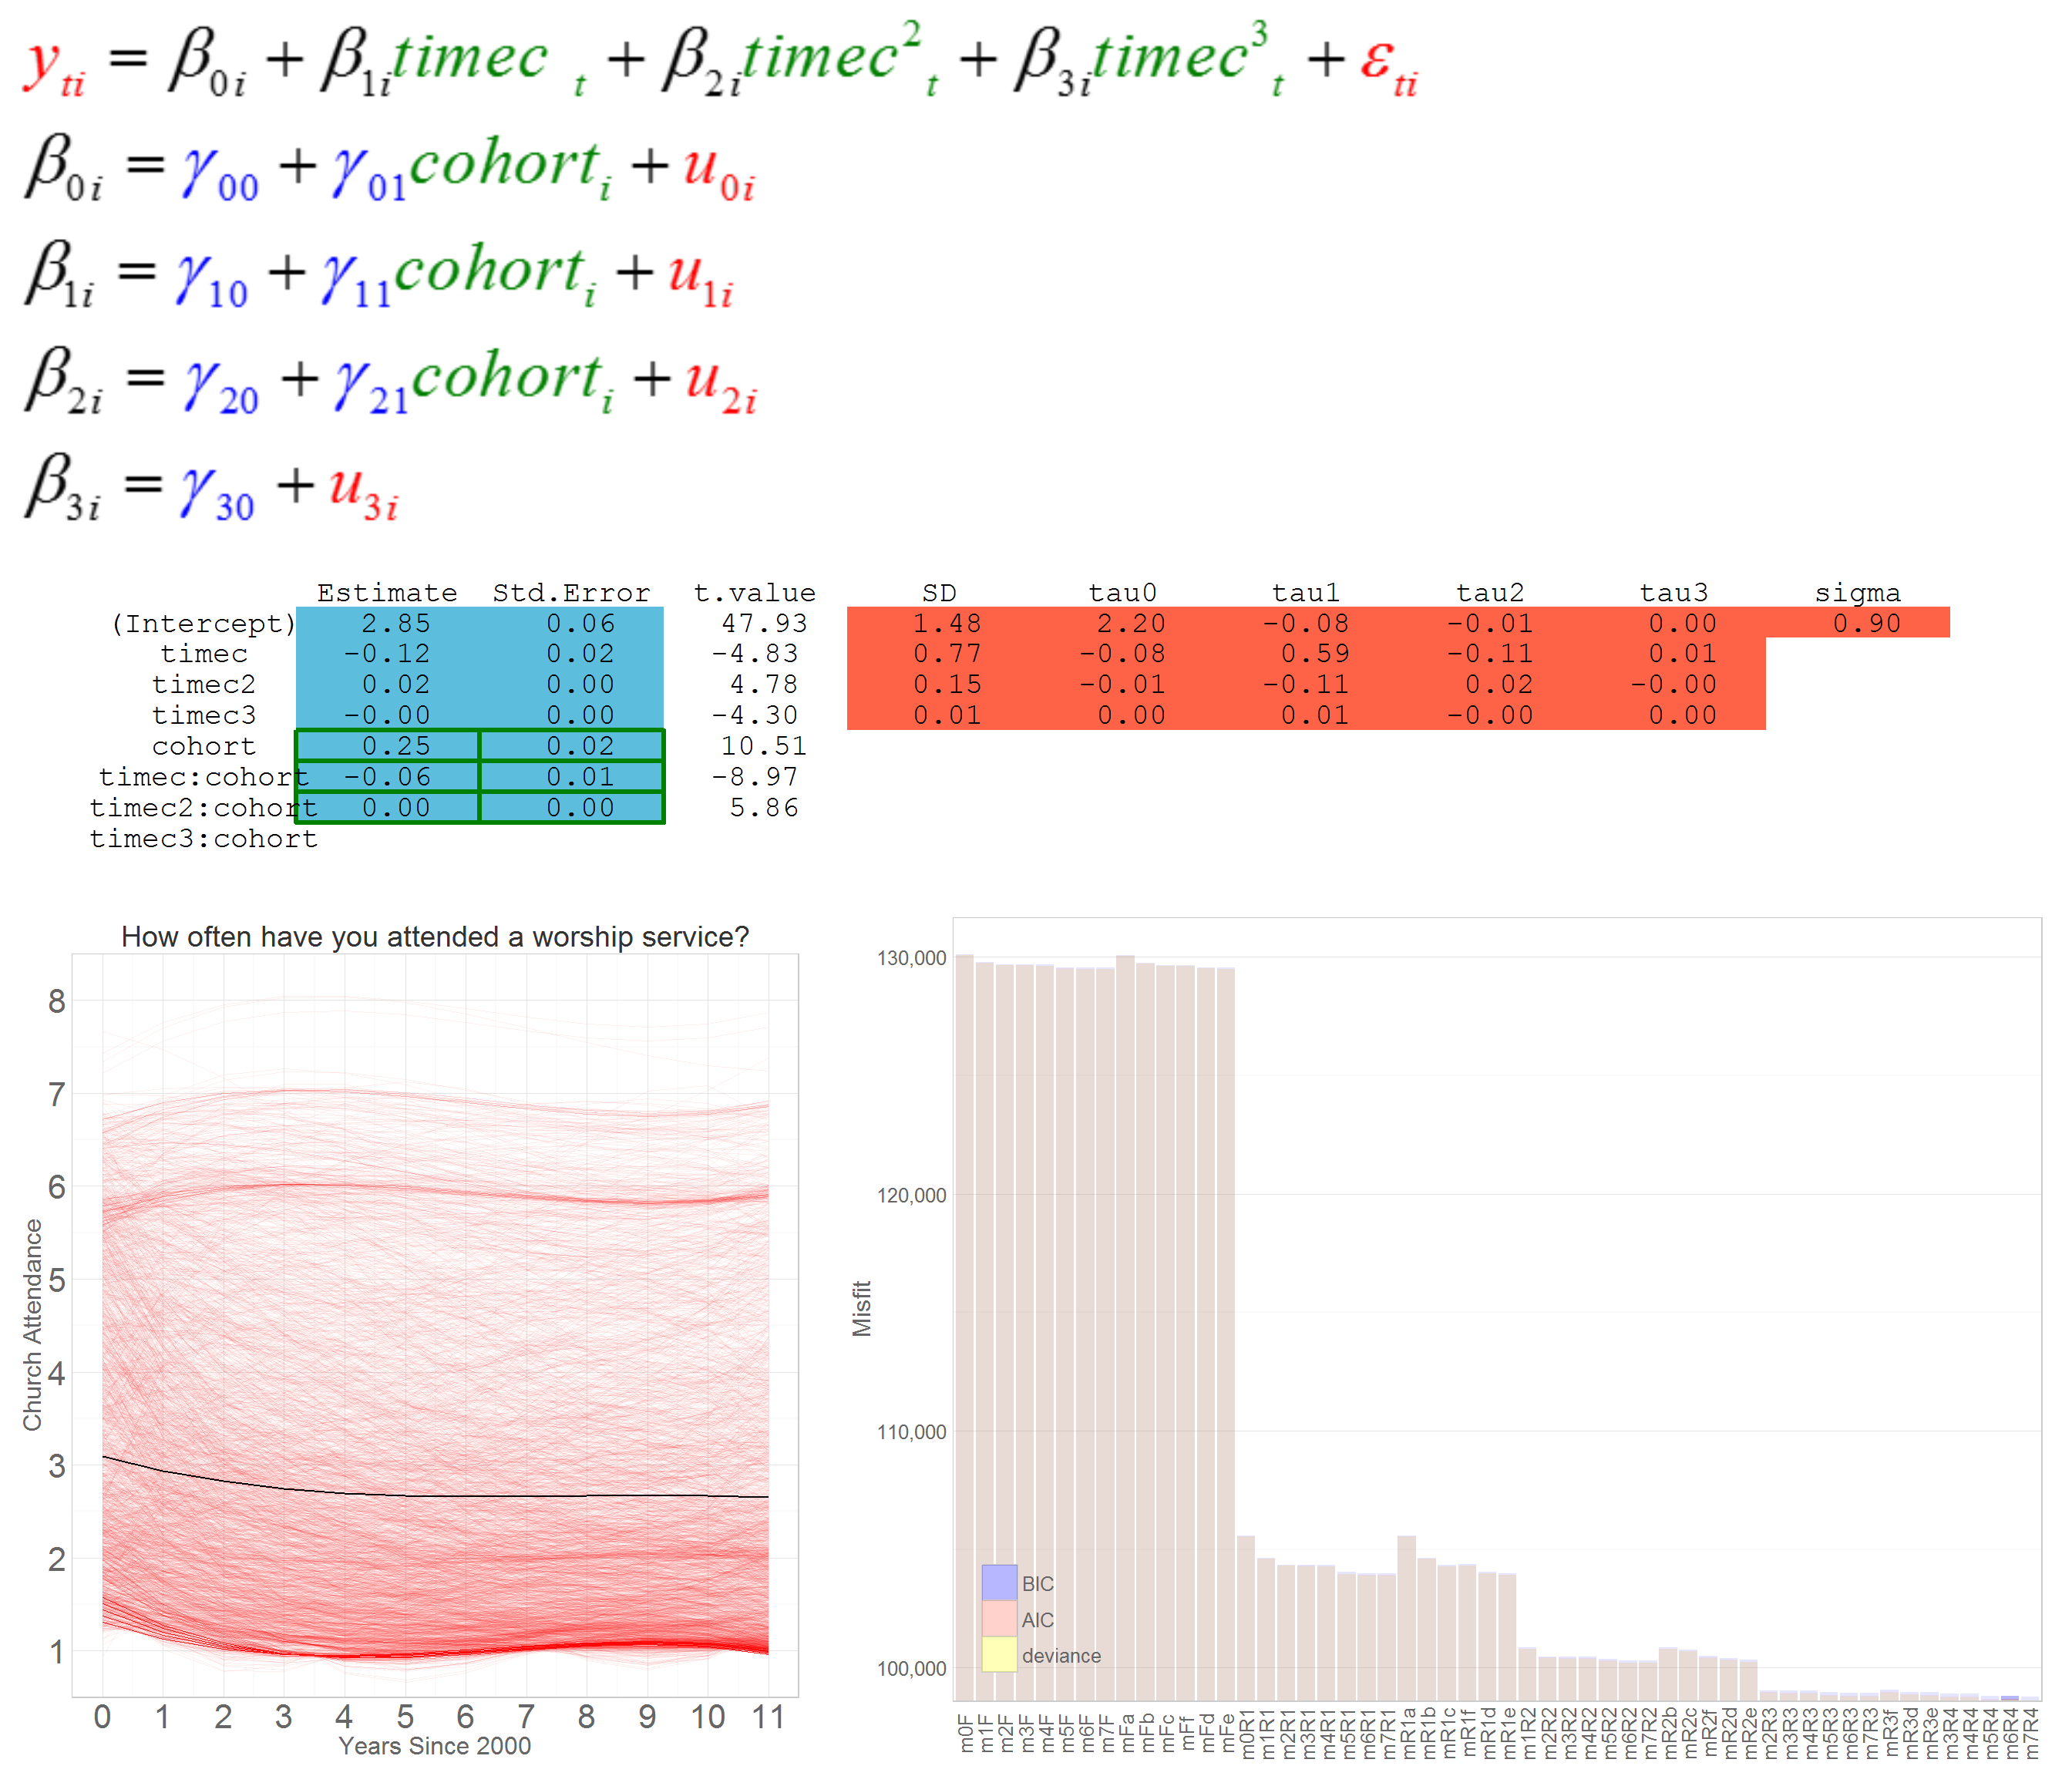 y_ti = β_0i + β_1i timec_t + β_2i timec²_t + β_3i timec³_t + ε_ti
β_0i = γ_00 + γ_01 cohort_i + u_0i
β_1i = γ_10 + γ_11 cohort_i + u_1i
β_2i = γ_20 + γ_21 cohort_i + u_2i
β_3i = γ_30 + u_3i
Estimate Std.Error t.value SD tau0 tau1 tau2 tau3 sigma
(Intercept) 2.85 0.06 47.93 1.48 2.20 -0.08 -0.01 0.00 0.90
timec -0.12 0.02 -4.83 0.77 -0.08 0.59 -0.11 0.01
timec2 0.02 0.00 4.78 0.15 -0.01 -0.11 0.02 -0.00
timec3 -0.00 0.00 -4.30 0.01 0.00 0.01 -0.00 0.00
cohort 0.25 0.02 10.51
timec:cohort -0.06 0.01 -8.97
timec2:cohort 0.00 0.00 5.86
timec3:cohort
How often have you attended a worship service?
8
7
6
5
4
3
2
1
Church Attendance
0 1 2 3 4 5 6 7 8 9 10 11
Years Since 2000
130,000
120,000
110,000
100,000
Misfit
BIC
AIC
deviance
m0F m1F m2F m3F m4F m5F m6F m7F mFa mFb mFc mFf mFd mFe m0R1 m1R1 m2R1 m3R1 m4R1 m5R1 m6R1 m7R1 mR1a mR1b mR1c mR1f mR1d mR1e m1R2 m2R2 m3R2 m4R2 m5R2 m6R2 m7R2 mR2b mR2c mR2f mR2d mR2e m2R3 m3R3 m4R3 m5R3 m6R3 m7R3 mR3f mR3d mR3e m3R4 m4R4 m5R4 m6R4 m7R4